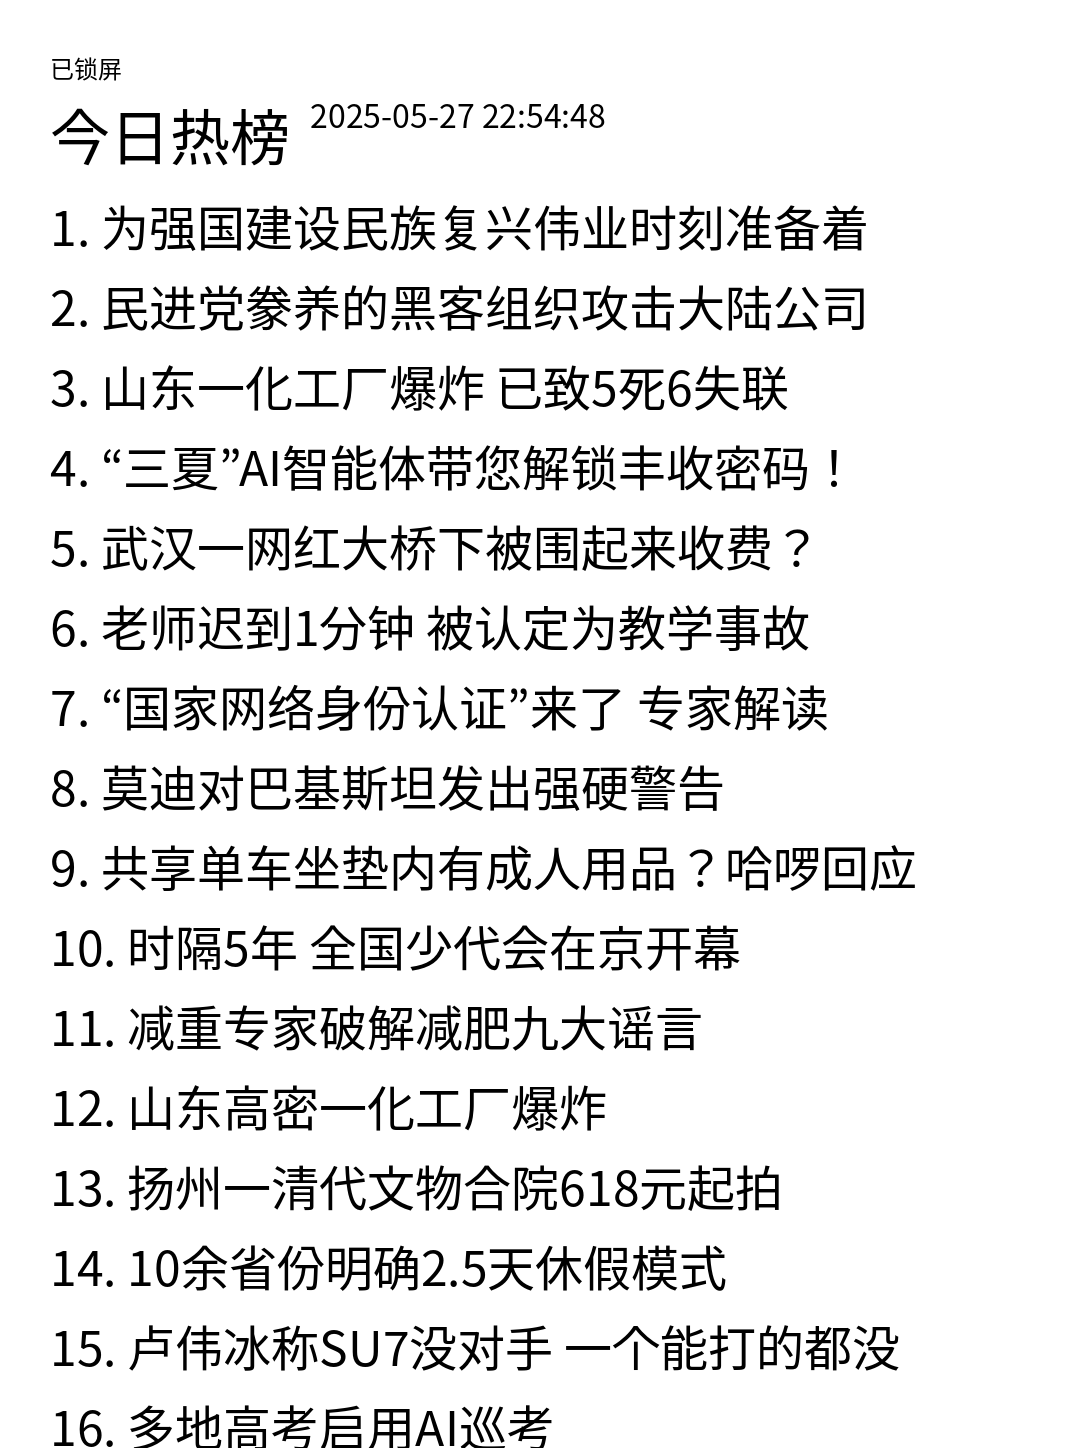 已锁屏
今日热榜 2025-05-27 22:54:48
1. 为强国建设民族复兴伟业时刻准备着
2. 民进党豢养的黑客组织攻击大陆公司
3. 山东一化工厂爆炸 已致5死6失联
4. “三夏”AI智能体带您解锁丰收密码！
5. 武汉一网红大桥下被围起来收费？
6. 老师迟到1分钟 被认定为教学事故
7. “国家网络身份认证”来了 专家解读
8. 莫迪对巴基斯坦发出强硬警告
9. 共享单车坐垫内有成人用品？哈啰回应
10. 时隔5年 全国少代会在京开幕
11. 减重专家破解减肥九大谣言
12. 山东高密一化工厂爆炸
13. 扬州一清代文物合院618元起拍
14. 10余省份明确2.5天休假模式
15. 卢伟冰称SU7没对手 一个能打的都没
16. 多地高考启用AI巡考